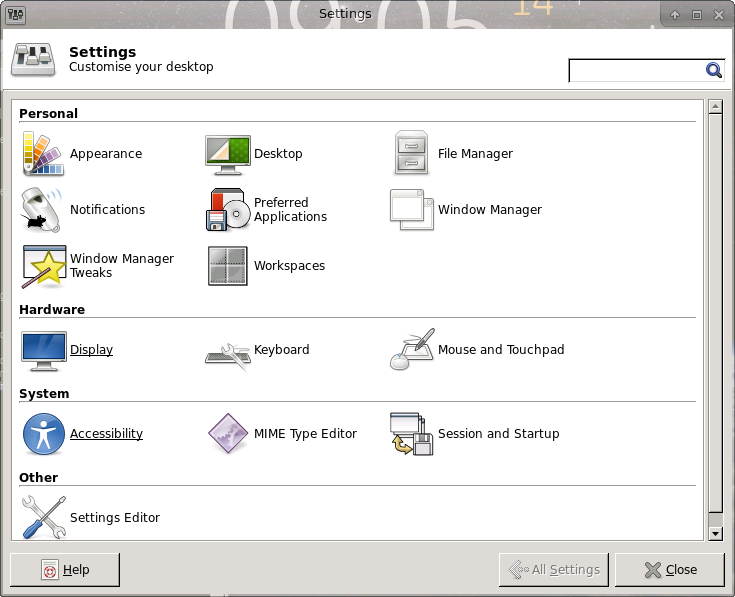 Settings
Settings
Customise your desktop
Personal
Appearance
Desktop
File Manager
Notifications
Preferred
Applications
Window Manager
Window Manager
Tweaks
Workspaces
Hardware
Display
Keyboard
Mouse and Touchpad
System
Accessibility
MIME Type Editor
Session and Startup
Other
Settings Editor
Help
All Settings
Close